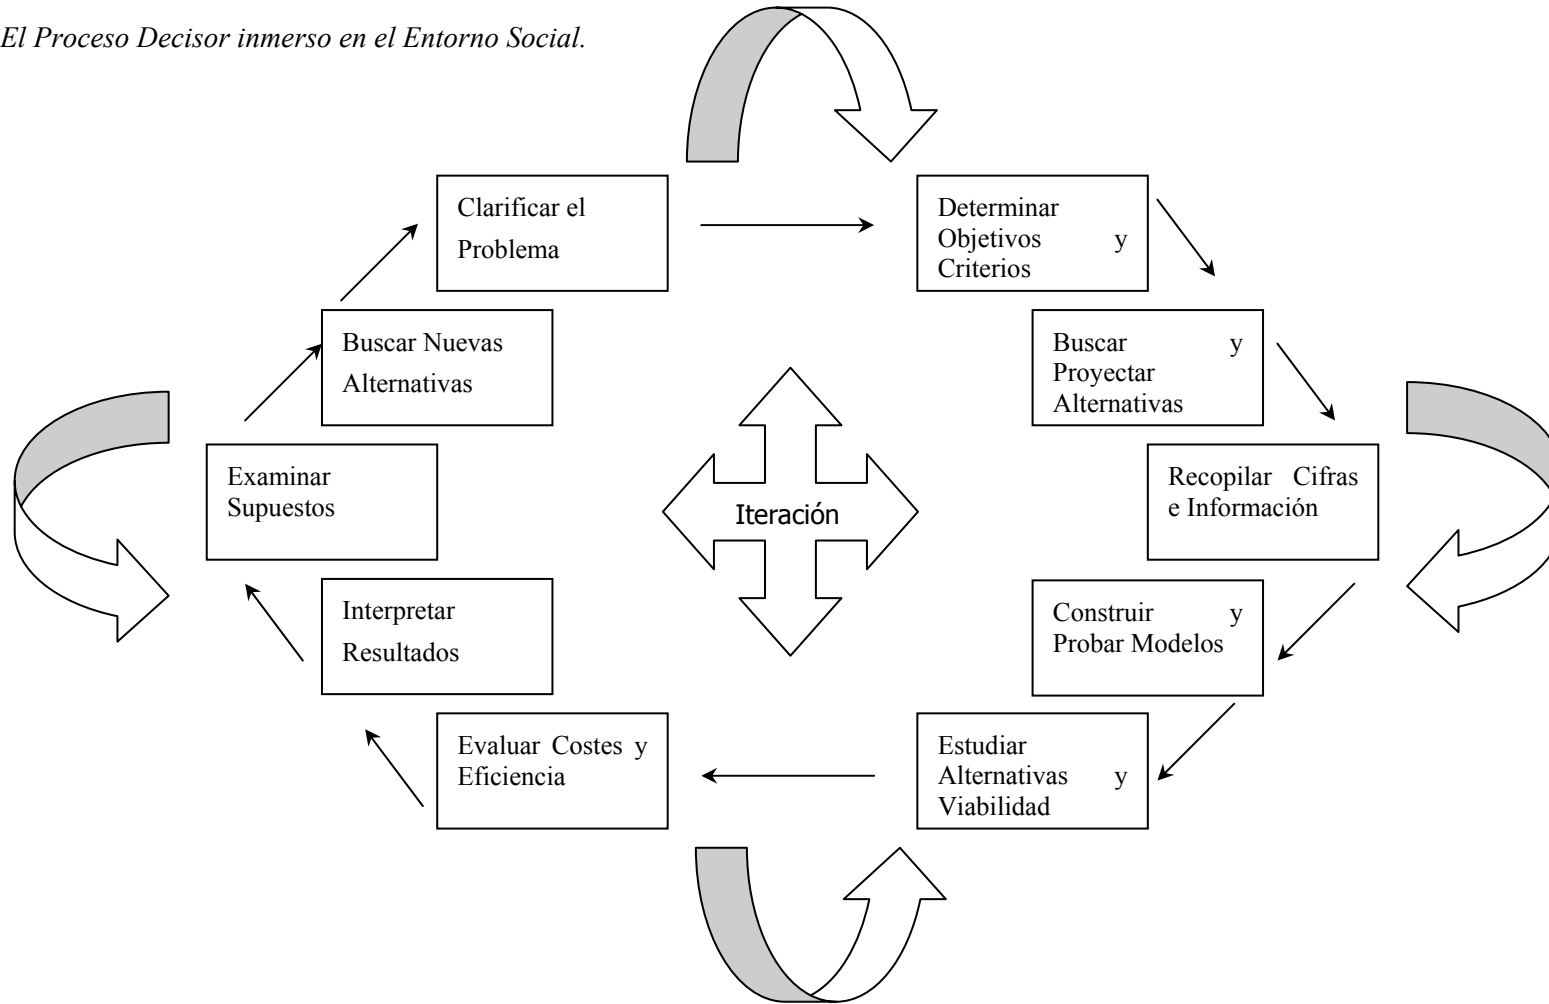 El Proceso Decisor inmerso en el Entorno Social.
Clarificar el
Problema
Determinar
Objetivos y
Criterios
Buscar Nuevas
Alternativas
Buscar y
Proyectar
Alternativas
Examinar
Supuestos
Iteración
Recopilar Cifras
e Información
Interpretar
Resultados
Construir y
Probar Modelos
Evaluar Costes y
Eficiencia
Estudiar
Alternativas y
Viabilidad